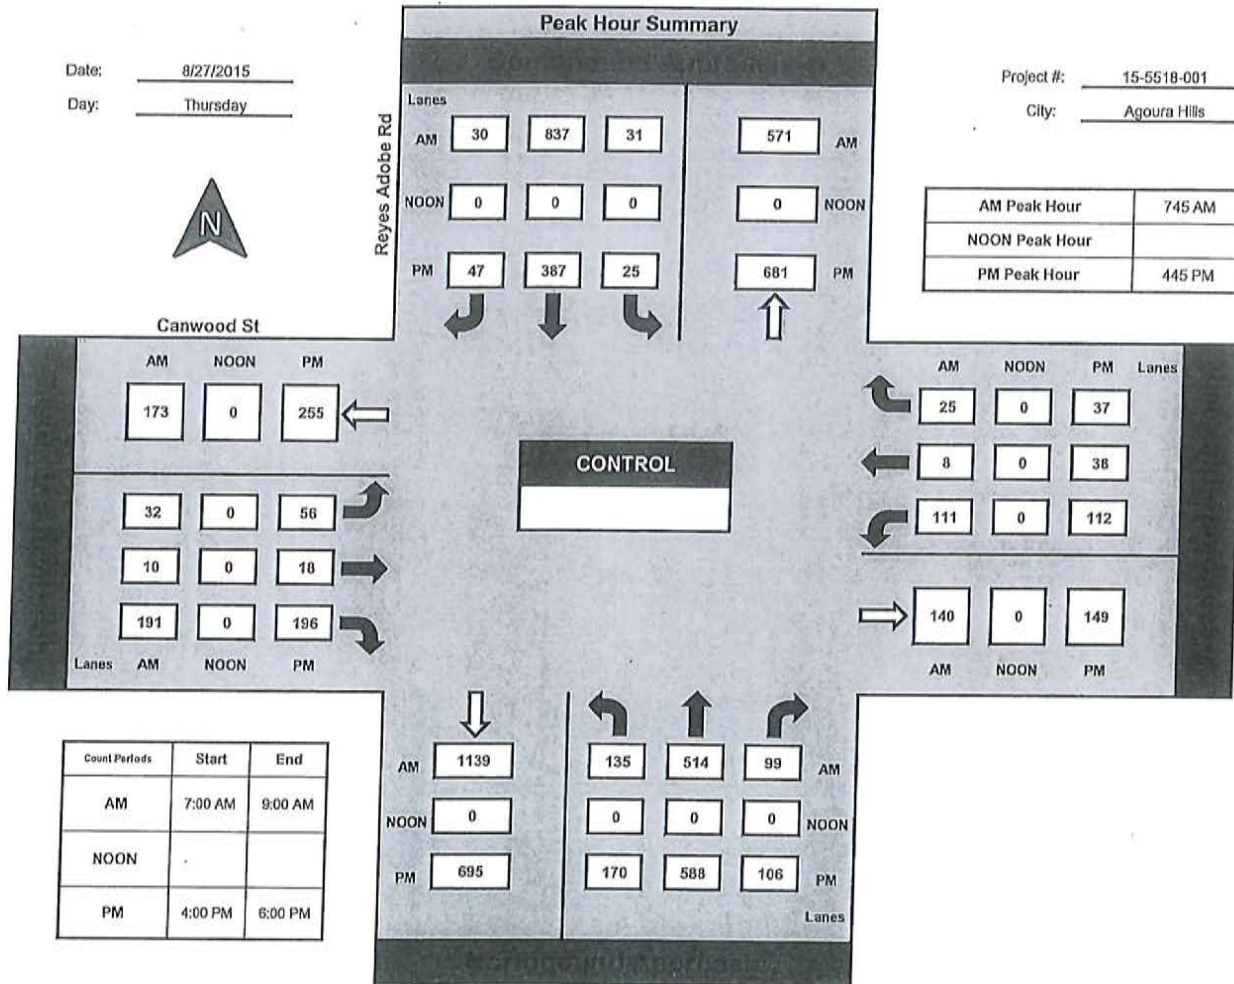 Peak Hour Summary
Date: 8/27/2015
Day: Thursday
Project #: 15-5518-001
City: Agoura Hills
N
Reyes Adobe Rd
Lanes
AM 30 837 31 571 AM
NOON 0 0 0 0 NOON
PM 47 387 25 681 PM
AM Peak Hour 745 AM
NOON Peak Hour
PM Peak Hour 445 PM
Canwood St
AM NOON PM
173 0 255
32 0 56
10 0 18
191 0 196
Lanes AM NOON PM
CONTROL
AM NOON PM Lanes
25 0 37
8 0 38
111 0 112
140 0 149
AM NOON PM
Count Periods Start End
AM 7:00 AM 9:00 AM
NOON
PM 4:00 PM 6:00 PM
AM 1139 135 514 99 AM
NOON 0 0 0 0 NOON
PM 695 170 588 106 PM
Lanes